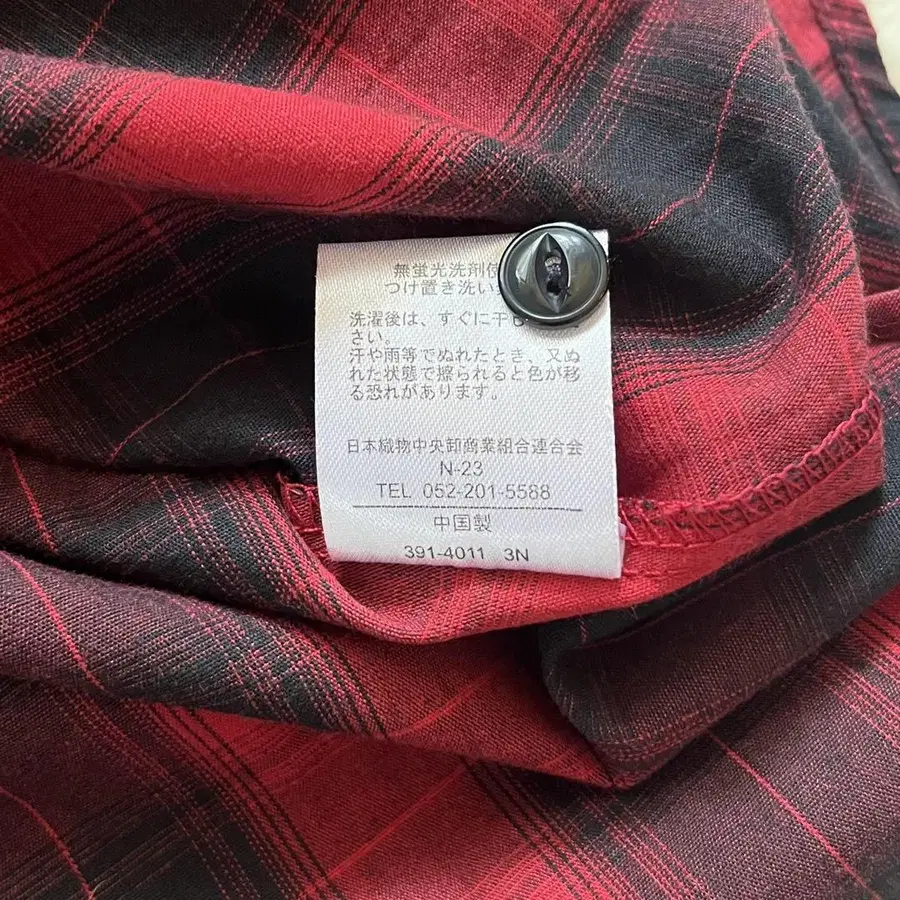 無蛍光洗剤使
つけ置き洗い
洗濯後は、すぐに干し
さい。
汗や雨等でぬれたとき、又ぬ
れた状態で擦られると色が移
る恐れがあります。
日本織物中央卸商業組合連合会
N-23
TEL 052-201-5588
中国製
391-4011 3N